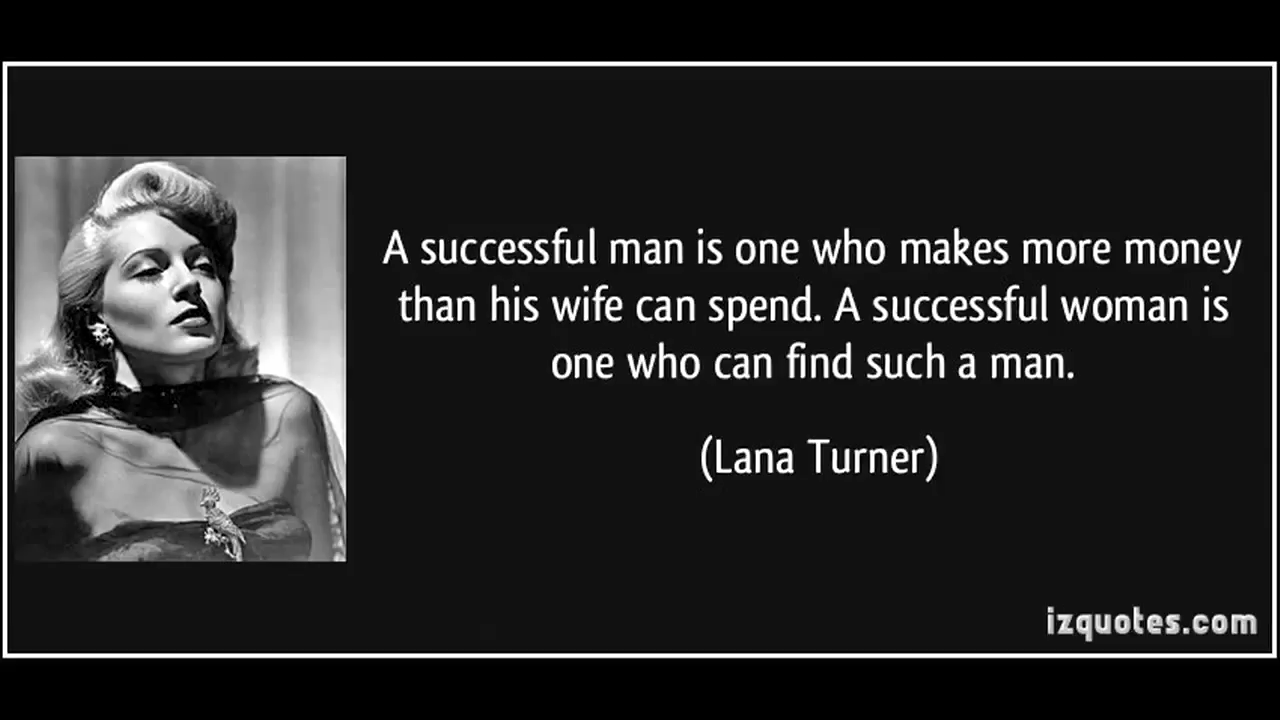 A successful man is one who makes more money
than his wife can spend. A successful woman is
one who can find such a man.
(Lana Turner)
izquotes.com